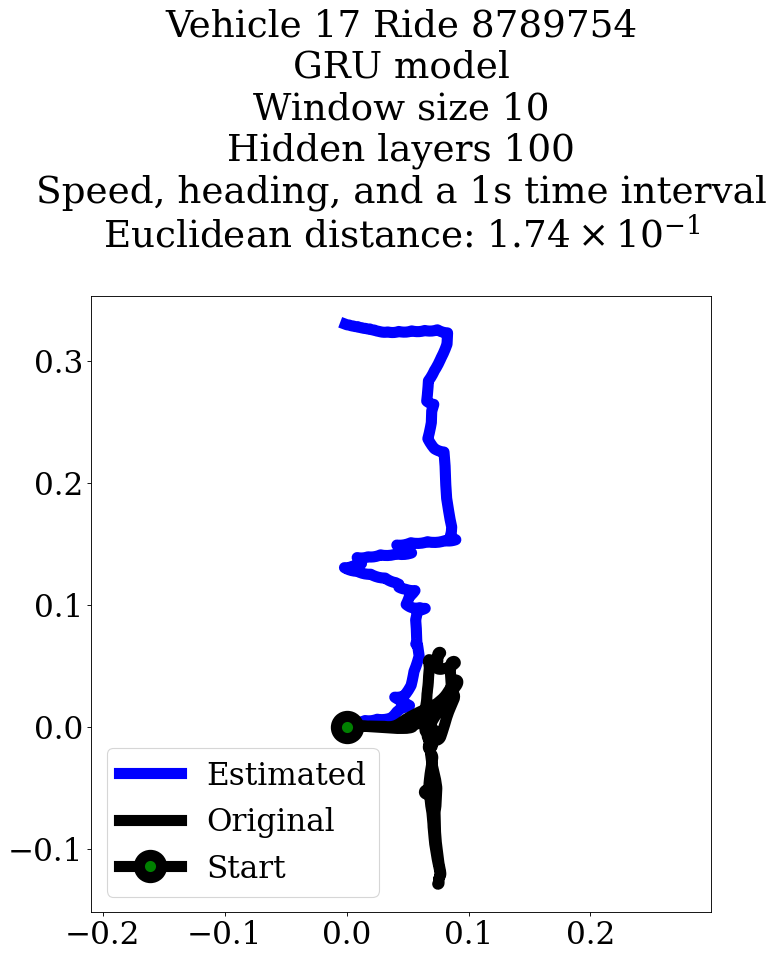 Vehicle 17 Ride 8789754
GRU model
Window size 10
Hidden layers 100
Speed, heading, and a 1s time interval
Euclidean distance: 1.74 × 10⁻¹
0.3
0.2
0.1
0.0
−0.1
Estimated
Original
Start
−0.2 −0.1 0.0 0.1 0.2